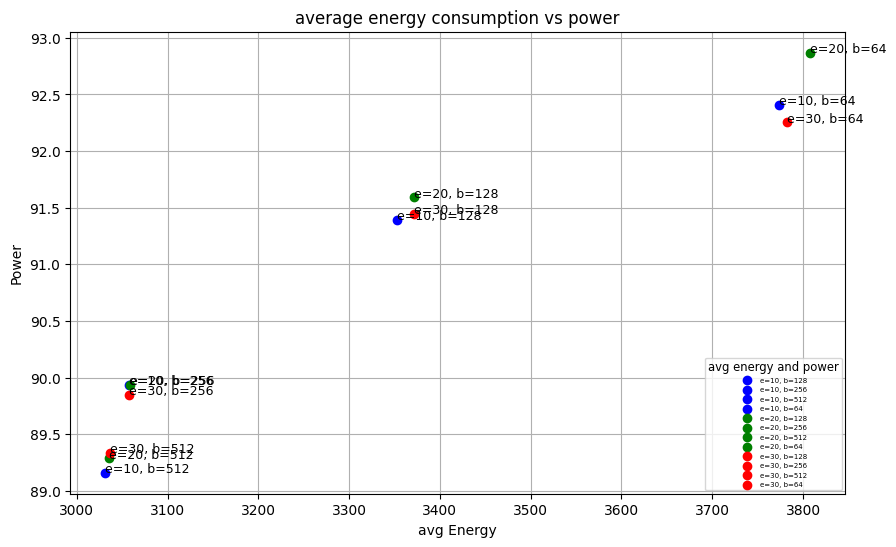 average energy consumption vs power
93.0
92.5
92.0
91.5
91.0
90.5
90.0
89.5
89.0
Power
e=20, b=64
e=10, b=64
e=30, b=64
e=20, b=128
e=30, b=128
e=10, b=128
e=20, b=256
e=10, b=256
e=30, b=256
e=30, b=512
e=20, b=512
e=10, b=512
avg energy and power
e=10, b=128
e=10, b=256
e=10, b=512
e=10, b=64
e=20, b=128
e=20, b=256
e=20, b=512
e=20, b=64
e=30, b=128
e=30, b=256
e=30, b=512
e=30, b=64
3000 3100 3200 3300 3400 3500 3600 3700 3800
avg Energy